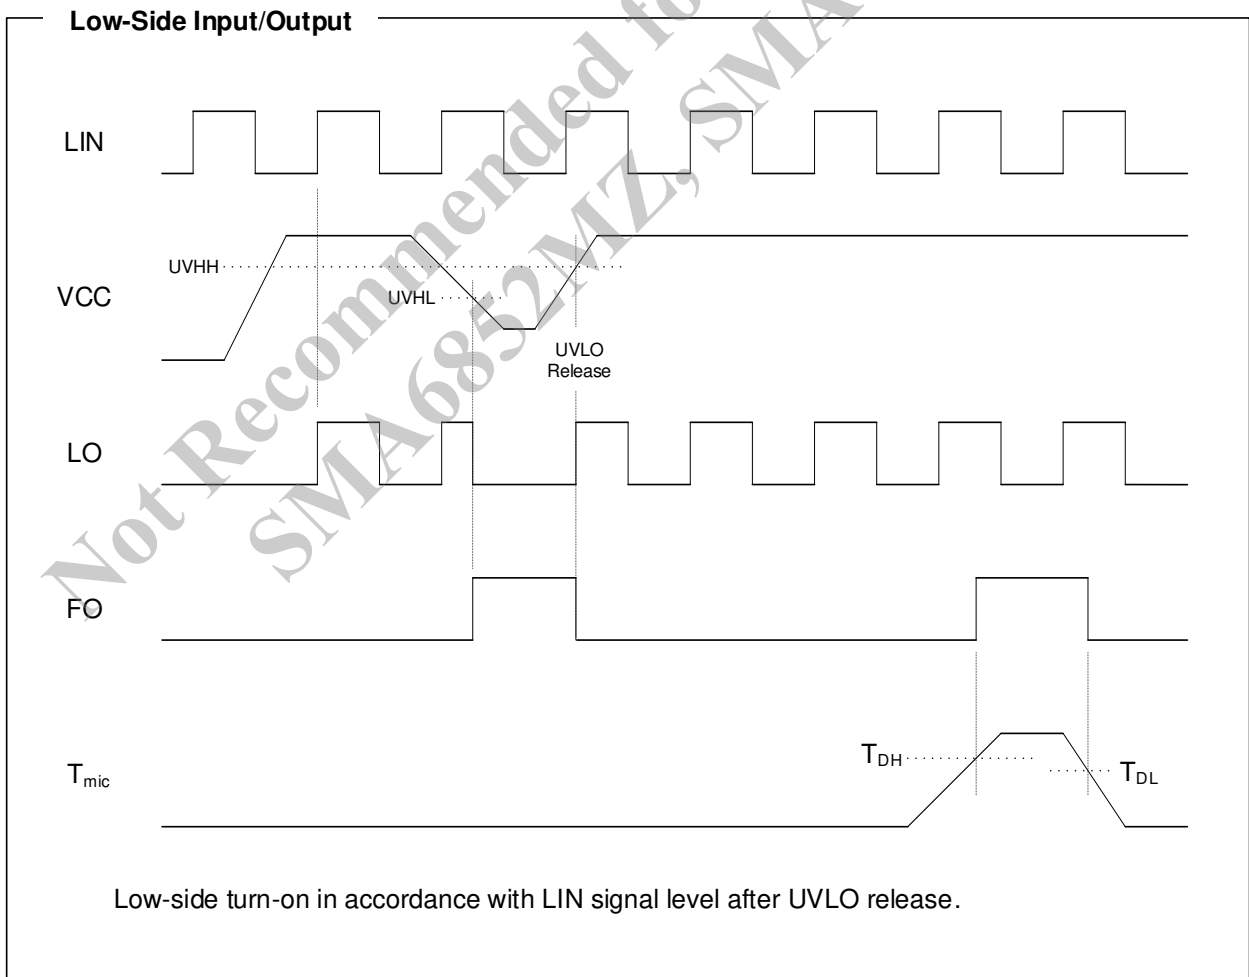 Low-Side Input/Output
Not Recommended fo
SMA6852MZ, SMA
LIN
UVHH
VCC
UVHL
UVLO
Release
LO
FO
TDH
Tmic
TDL
Low-side turn-on in accordance with LIN signal level after UVLO release.